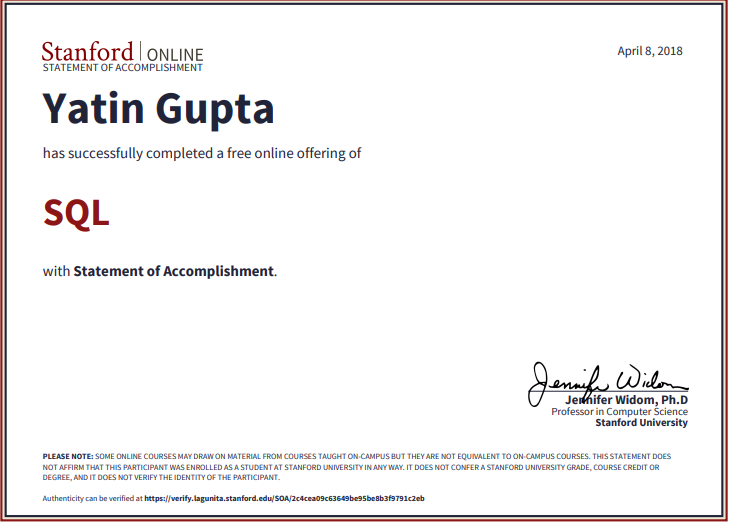 Stanford ONLINE
April 8, 2018
STATEMENT OF ACCOMPLISHMENT
Yatin Gupta
has successfully completed a free online offering of
SQL
with Statement of Accomplishment.
Jennifer Widom
Jennifer Widom, Ph.D
Professor in Computer Science
Stanford University
PLEASE NOTE: SOME ONLINE COURSES MAY DRAW ON MATERIAL FROM COURSES TAUGHT ON-CAMPUS BUT THEY ARE NOT EQUIVALENT TO ON-CAMPUS COURSES. THIS STATEMENT DOES
NOT AFFIRM THAT THIS PARTICIPANT WAS ENROLLED AS A STUDENT AT STANFORD UNIVERSITY IN ANY WAY. IT DOES NOT CONFER A STANFORD UNIVERSITY GRADE, COURSE CREDIT OR
DEGREE, AND IT DOES NOT VERIFY THE IDENTITY OF THE PARTICIPANT.
Authenticity can be verified at https://verify.lagunita.stanford.edu/SOA/2c4cea09c63649be95be8b3f9791c2eb